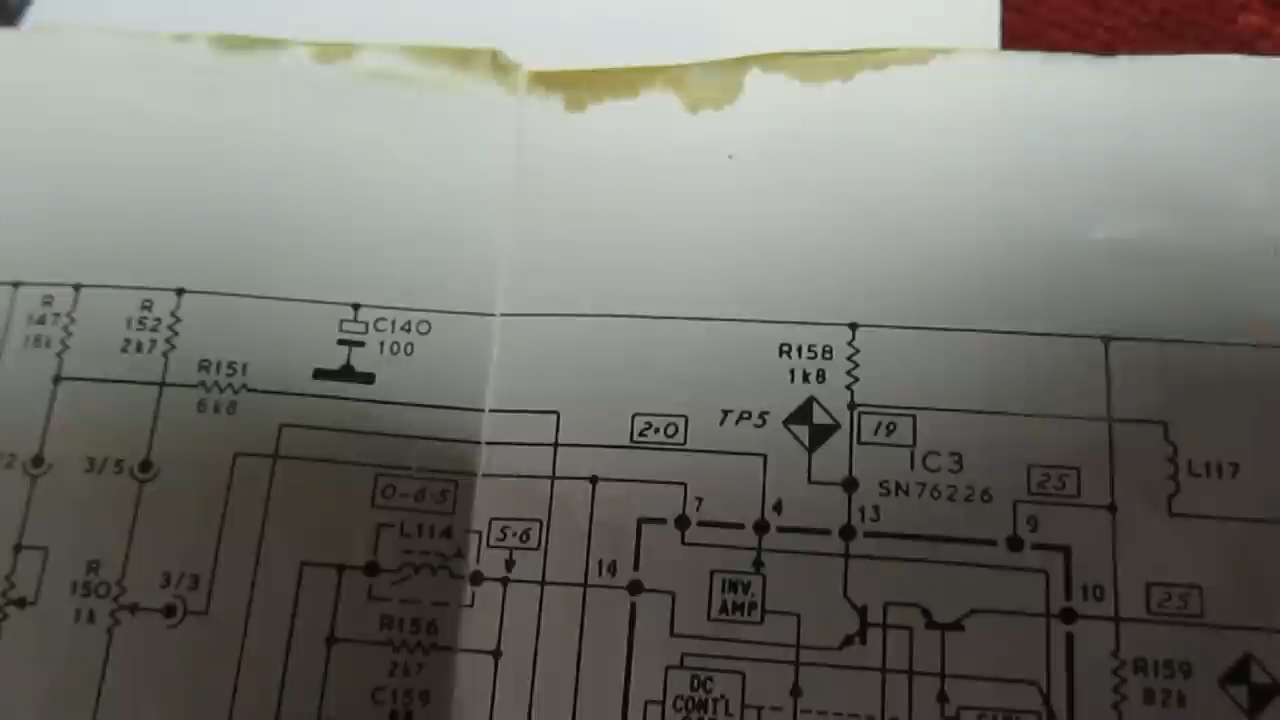 R
147
R
152
2k7
C140
100
R151
6k8
R158
1k8
TP5
19
2·0
IC3
SN76226
25
L117
3/5
0-6·5
L114
5·6
7
4
13
9
14
10
25
R
150
1k
3/3
INV.
AMP
R156
2k7
C159
DC
CONT'L
R159
82k